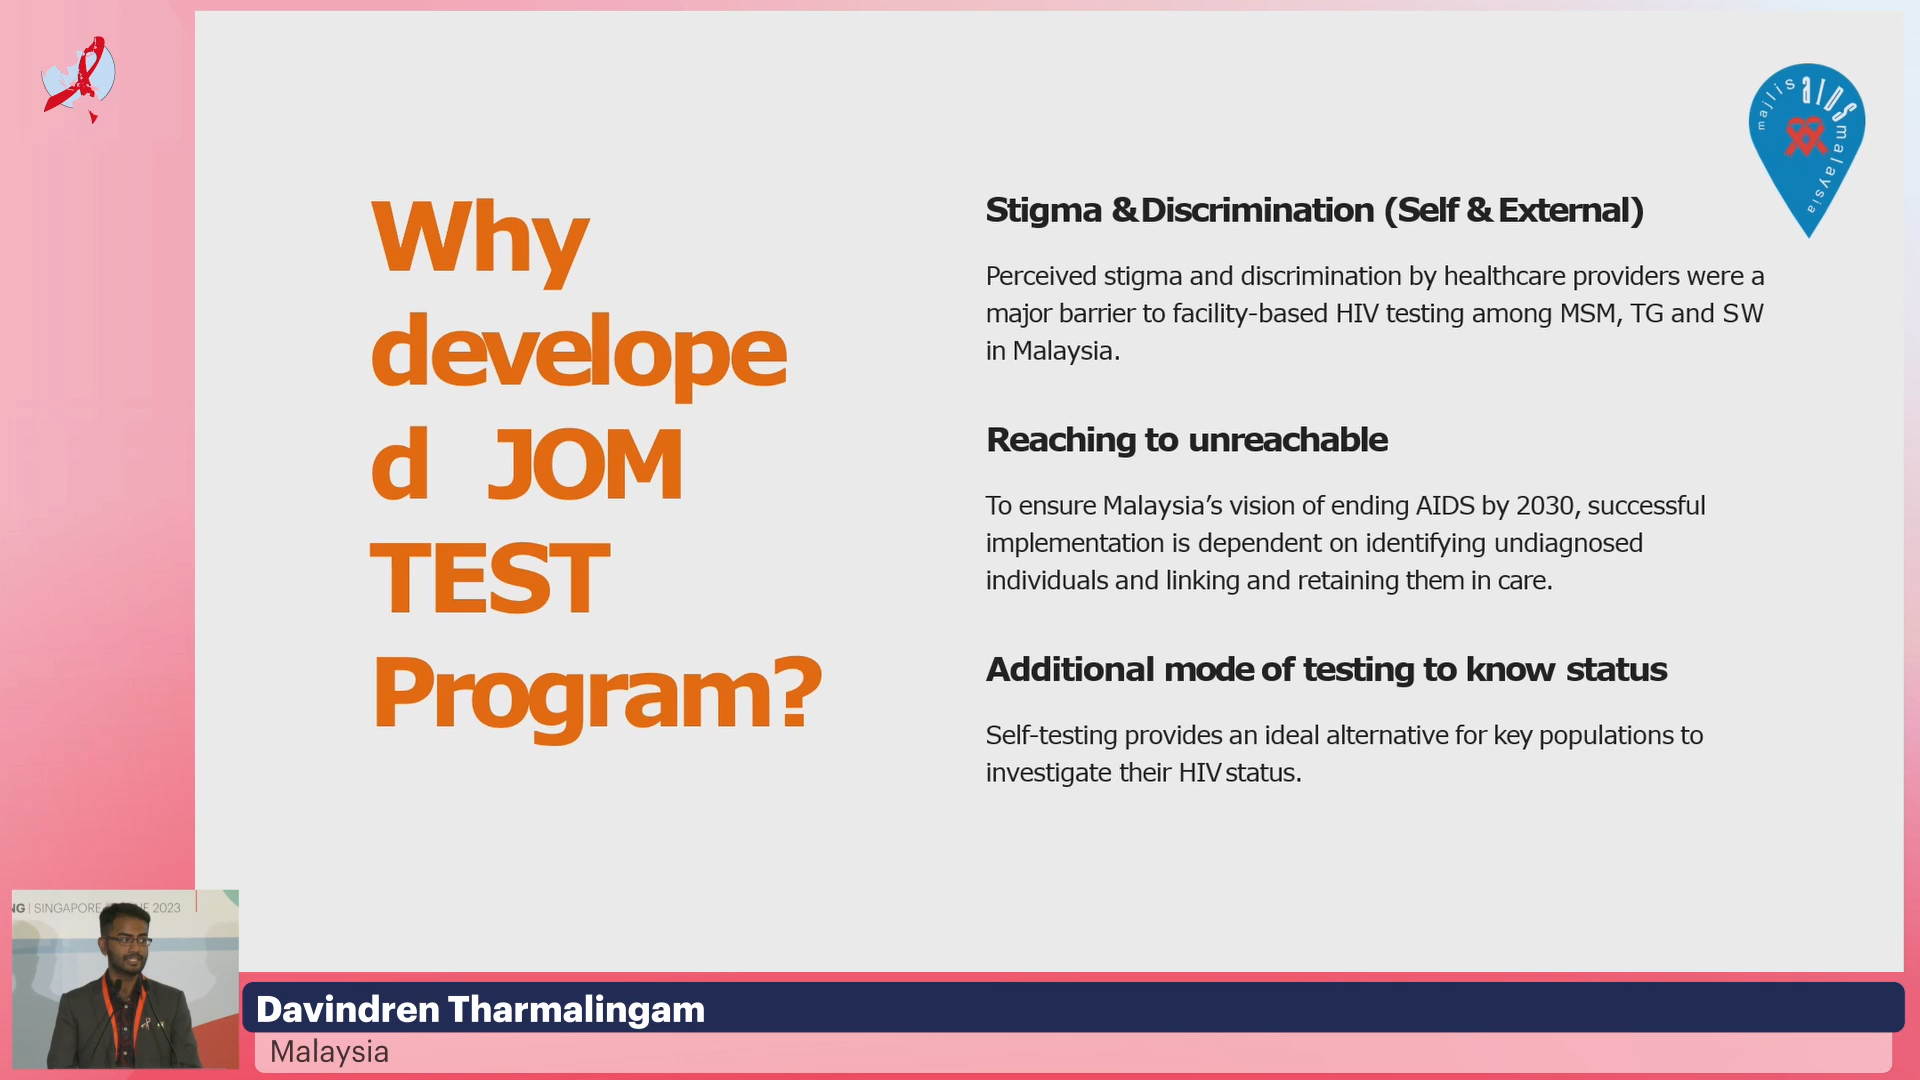 majlis AIDS malaysia
Why
develope
d JOM
TEST
Program?
Stigma & Discrimination (Self & External)
Perceived stigma and discrimination by healthcare providers were a
major barrier to facility-based HIV testing among MSM, TG and SW
in Malaysia.
Reaching to unreachable
To ensure Malaysia’s vision of ending AIDS by 2030, successful
implementation is dependent on identifying undiagnosed
individuals and linking and retaining them in care.
Additional mode of testing to know status
Self-testing provides an ideal alternative for key populations to
investigate their HIV status.
NG | SINGAPORE 2023
Davindren Tharmalingam
Malaysia